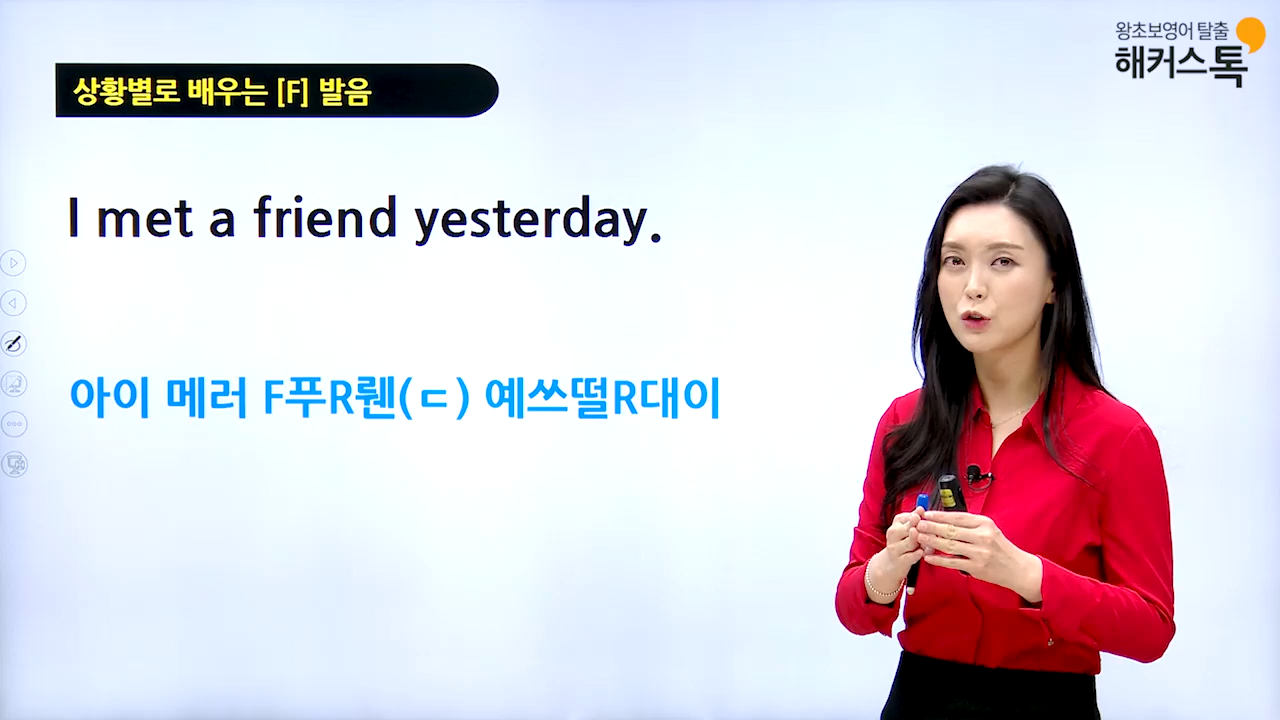 왕초보영어 탈출
해커스톡
상황별로 배우는 [F] 발음
I met a friend yesterday.
아이 메러 F푸R뤤(ㄷ) 예쓰떨R대이